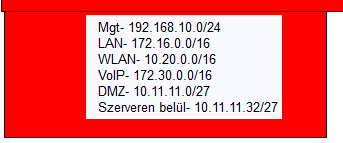 Mgt- 192.168.10.0/24
LAN- 172.16.0.0/16
WLAN- 10.20.0.0/16
VoIP- 172.30.0.0/16
DMZ- 10.11.11.0/27
Szerveren belül- 10.11.11.32/27